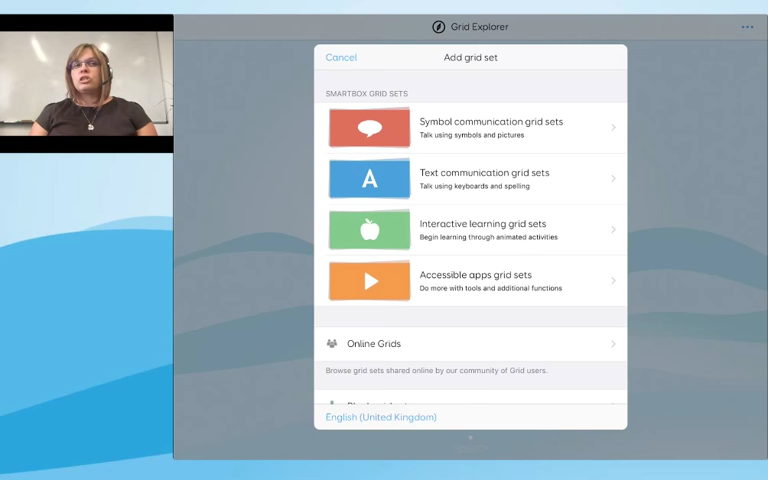 Grid Explorer
Cancel
Add grid set
SMARTBOX GRID SETS
Symbol communication grid sets
Talk using symbols and pictures
A
Text communication grid sets
Talk using keyboards and spelling
Interactive learning grid sets
Begin learning through animated activities
Accessible apps grid sets
Do more with tools and additional functions
Online Grids
Browse grid sets shared online by our community of Grid users.
English (United Kingdom)